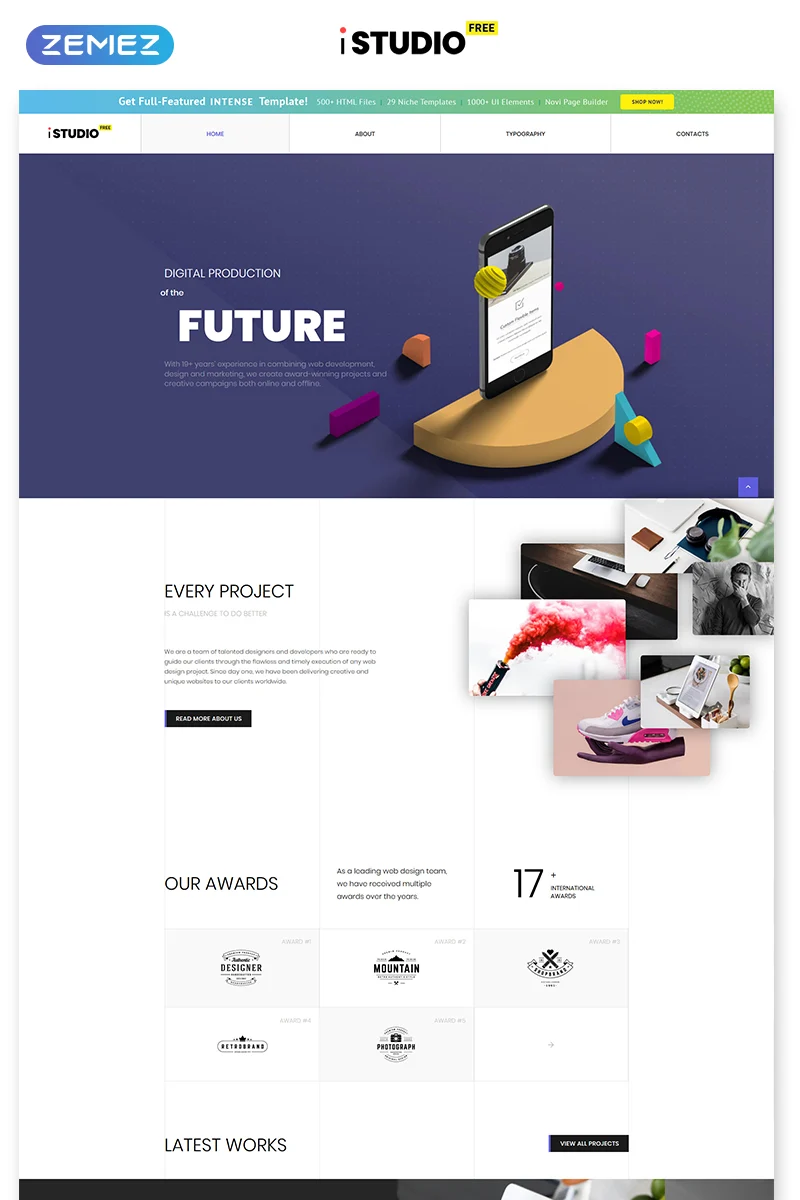 ZEMEZ
iSTUDIO FREE
Get Full-Featured INTENSE Template! 500+ HTML Files | 29 Niche Templates | 1000+ UI Elements | Novi Page Builder SHOP NOW!
iSTUDIO FREE HOME ABOUT TYPOGRAPHY CONTACTS
DIGITAL PRODUCTION
of the
FUTURE
With 19+ years' experience in combining web development,
design and marketing, we create award-winning projects and
creative campaigns both online and offline.
Custom Flexible Items
EVERY PROJECT
IS A CHALLENGE TO DO BETTER
We are a team of talented designers and developers who are ready to
guide our clients through the flawless and timely execution of any web
design project. Since day one, we have been delivering creative and
unique websites to our clients worldwide.
READ MORE ABOUT US
OUR AWARDS
As a leading web design team,
we have received multiple
awards over the years.
17 +
INTERNATIONAL
AWARDS
AWARD #1
Authentic
DESIGNER
AWARD #2
MOUNTAIN
AWARD #3
AWARD #4
RETROBRAND
AWARD #5
PHOTOGRAPH
LATEST WORKS
VIEW ALL PROJECTS